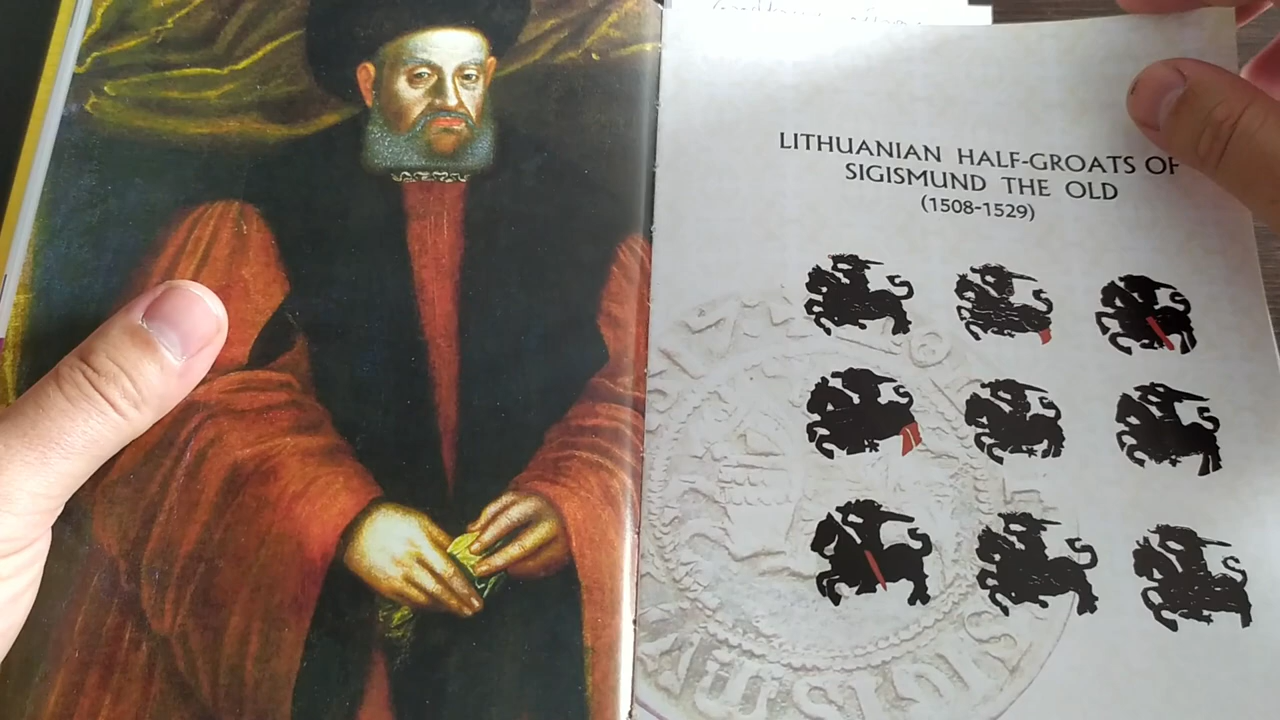 LITHUANIAN HALF-GROATS OF
SIGISMUND THE OLD
(1508-1529)